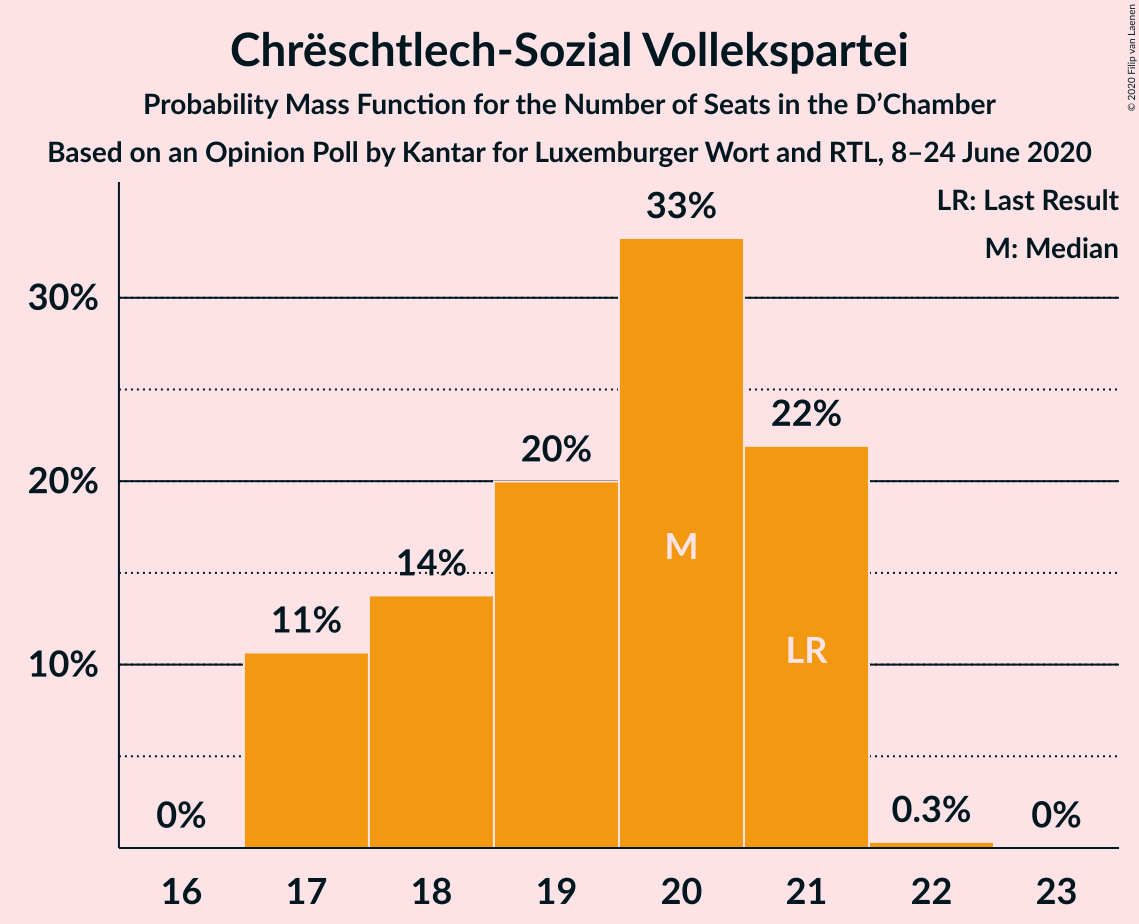 Chrëschtlech-Sozial Vollekspartei
Probability Mass Function for the Number of Seats in the D’Chamber
Based on an Opinion Poll by Kantar for Luxemburger Wort and RTL, 8–24 June 2020
© 2020 Filip van Laenen
LR: Last Result
M: Median
33%
30%
22%
20%
20%
M
14%
11%
LR
10%
0%
0.3%
0%
16 17 18 19 20 21 22 23